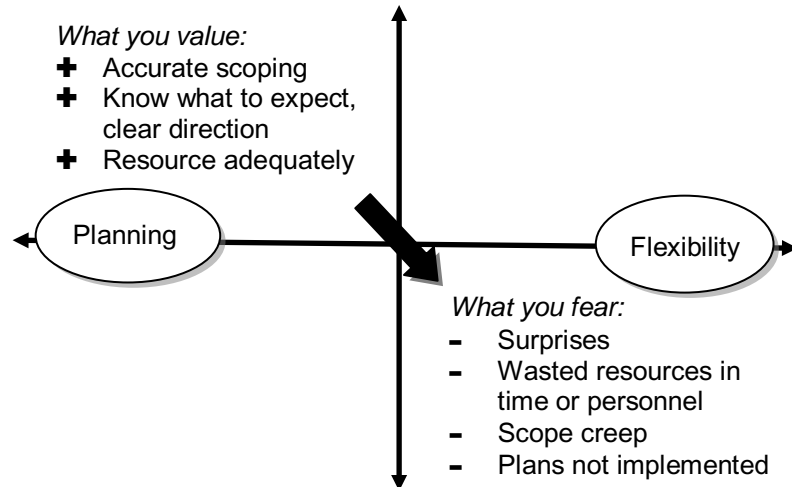 What you value:
+ Accurate scoping
+ Know what to expect,
clear direction
+ Resource adequately
Planning
Flexibility
What you fear:
- Surprises
- Wasted resources in
time or personnel
- Scope creep
- Plans not implemented